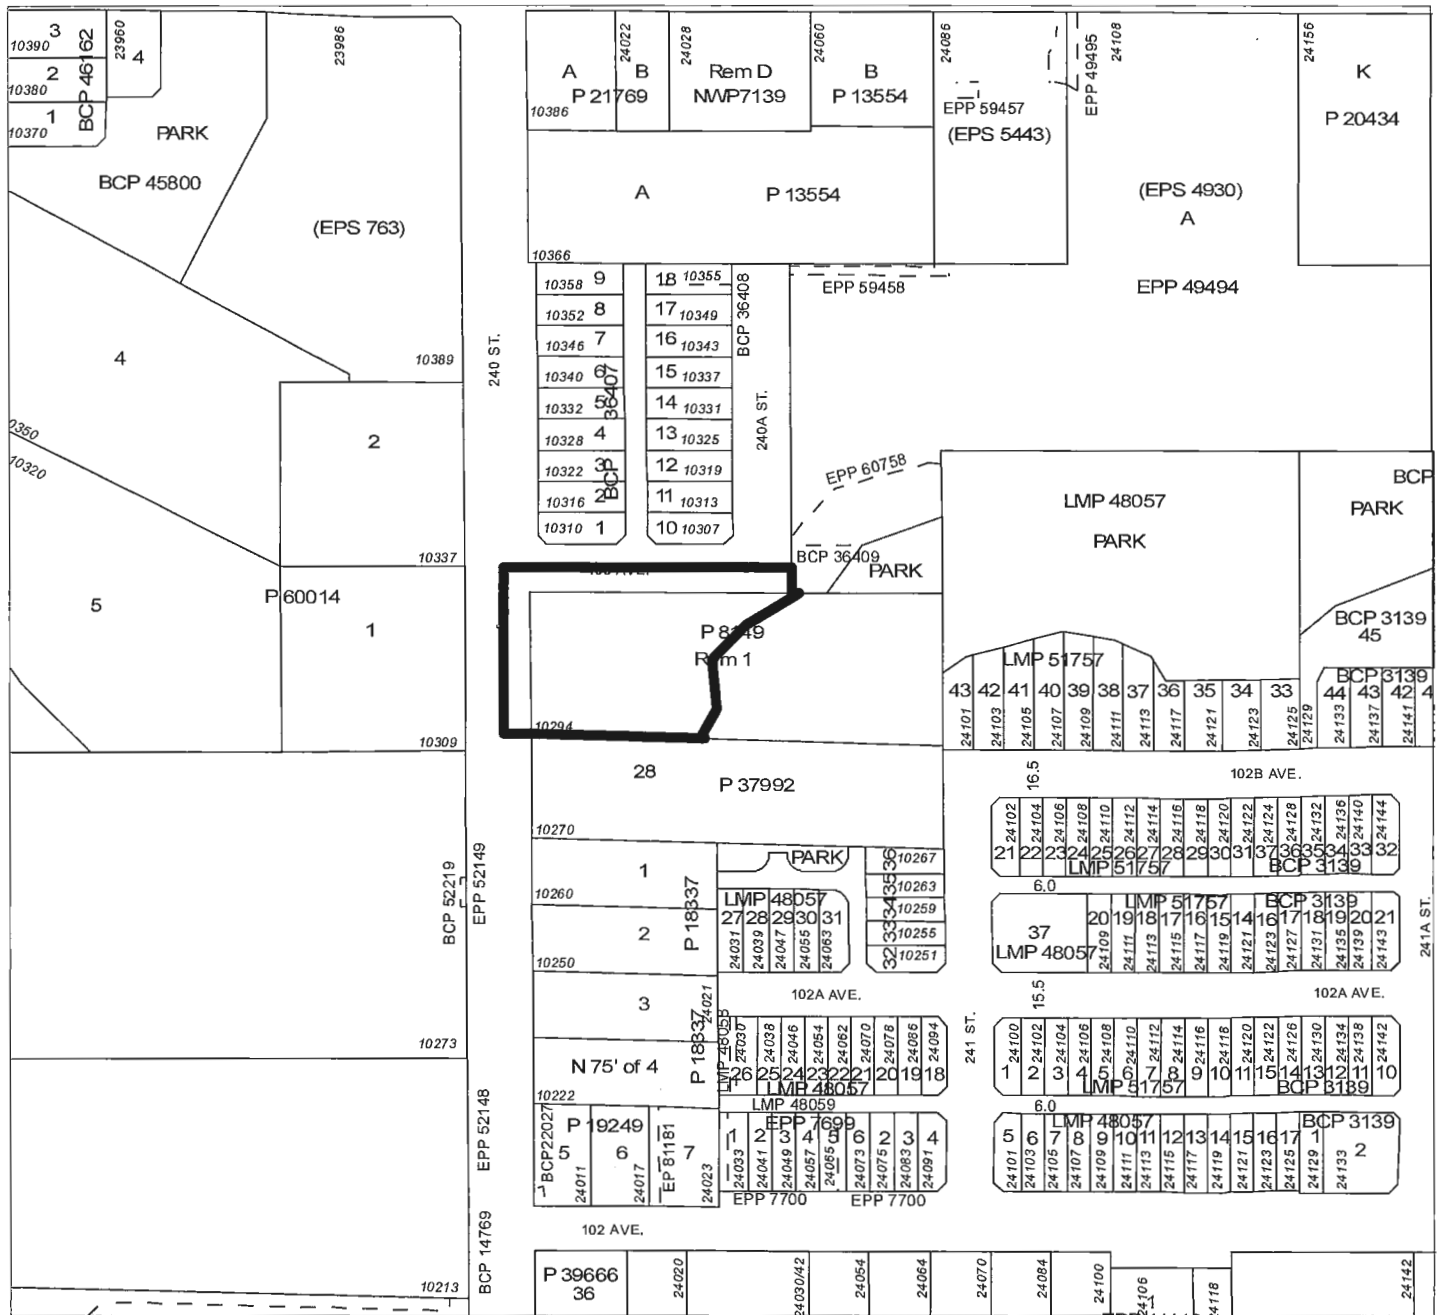 3
10390
2
10380
1
10370
BCP 46162
23960
4
PARK
BCP 45800
23986
(EPS 763)
A
B
P 21769
10386
24022
24028
Rem D
NWP7139
24060
B
P 13554
24086
EPP 59457
(EPS 5443)
EPP 49495
24108
24156
K
P 20434
A
P 13554
(EPS 4930)
A
10366
EPP 59458
EPP 49494
4
10389
240 ST.
10358 9
10352 8
10346 7
10340 6
10332 5
10328 4
10322 3
10316 2
10310 1
BCP 36407
18 10355
17 10349
16 10343
15 10337
14 10331
13 10325
12 10319
11 10313
10 10307
BCP 36408
240A ST.
2
10320
10337
EPP 60758
BCP 36409
PARK
LMP 48057
PARK
BCP
PARK
BCP 3139
45
5
P 60014
1
P 8149
Rem 1
10294
10309
LMP 51757
43 42 41 40 39 38 37 36 35 34 33
24101 24103 24105 24107 24109 24111 24113 24117 24121 24123 24125 24129
BCP 3139
44 43 42 4
24133 24137 24141
28
P 37992
10270
16.5
102B AVE.
24102 24104 24106 24108 24110 24112 24114 24116 24118 24120 24122 24124 24128 24132 24136 24140 24144
21 22 23 24 25 26 27 28 29 30 31 37 36 35 34 33 32
LMP 51757
BCP 3139
6.0
1
10260
PARK
36 10267
35 10263
34 10259
33 10255
32 10251
BCP 52219
EPP 52149
2
10250
P 18337
LMP 48057
27 28 29 30 31
24031 24039 24047 24055 24063
37
LMP 48057
LMP 51757
BCP 3139
20 19 18 17 16 15 14 16 17 18 19 20 21
24109 24111 24113 24115 24117 24119 24121 24123 24127 24131 24135 24139 24143
241A ST.
3
24021
102A AVE.
15.5
102A AVE.
241 ST.
10273
N 75' of 4
P 18337
LMP 48058
10222
24030 24038 24046 24054 24062 24070 24078 24086 24094
26 25 24 23 22 21 20 19 18
LMP 48057
LMP 48059
24100 24102 24104 24106 24108 24110 24112 24114 24116 24118 24120 24122 24126 24130 24134 24138 24142
1 2 3 4 5 6 7 8 9 10 11 15 14 13 12 11 10
LMP 51757
BCP 3139
6.0
EPP 52148
BCP22027
P 19249
5
24011
6
24017
EP 81181
7
24023
EPP 7699
1 2 3 4 5 6 2 3 4
24033 24041 24049 24057 24065 24073 24075 24083 24091
EPP 7700
EPP 7700
LMP 48057
BCP 3139
5 6 7 8 9 10 11 12 13 14 15 16 17 1 2
24101 24103 24105 24107 24109 24111 24113 24115 24117 24119 24121 24123 24125 24129 24133
102 AVE.
BCP 14769
10213
P 39666
36
24020
24030/42
24054
24064
24070
24084
24100
24106
24118
24142